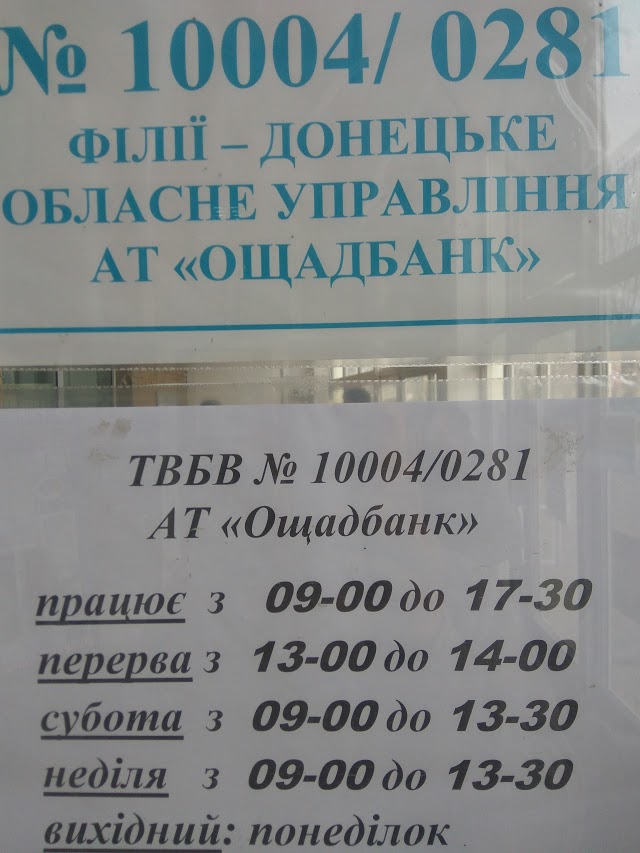 № 10004/ 0281
ФІЛІЇ – ДОНЕЦЬКЕ
ОБЛАСНЕ УПРАВЛІННЯ
АТ «ОЩАДБАНК»
ТВБВ № 10004/0281
АТ «Ощадбанк»
працює з 09-00 до 17-30
перерва з 13-00 до 14-00
субота з 09-00 до 13-30
неділя з 09-00 до 13-30
вихідний: понеділок